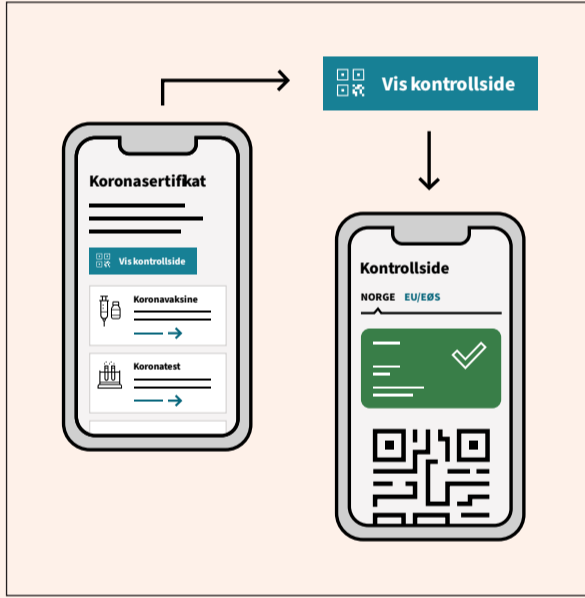 Vis kontrollside
Koronasertifikat
Vis kontrollside
Koronavaksine
Koronatest
Kontrollside
NORGE EU/EØS